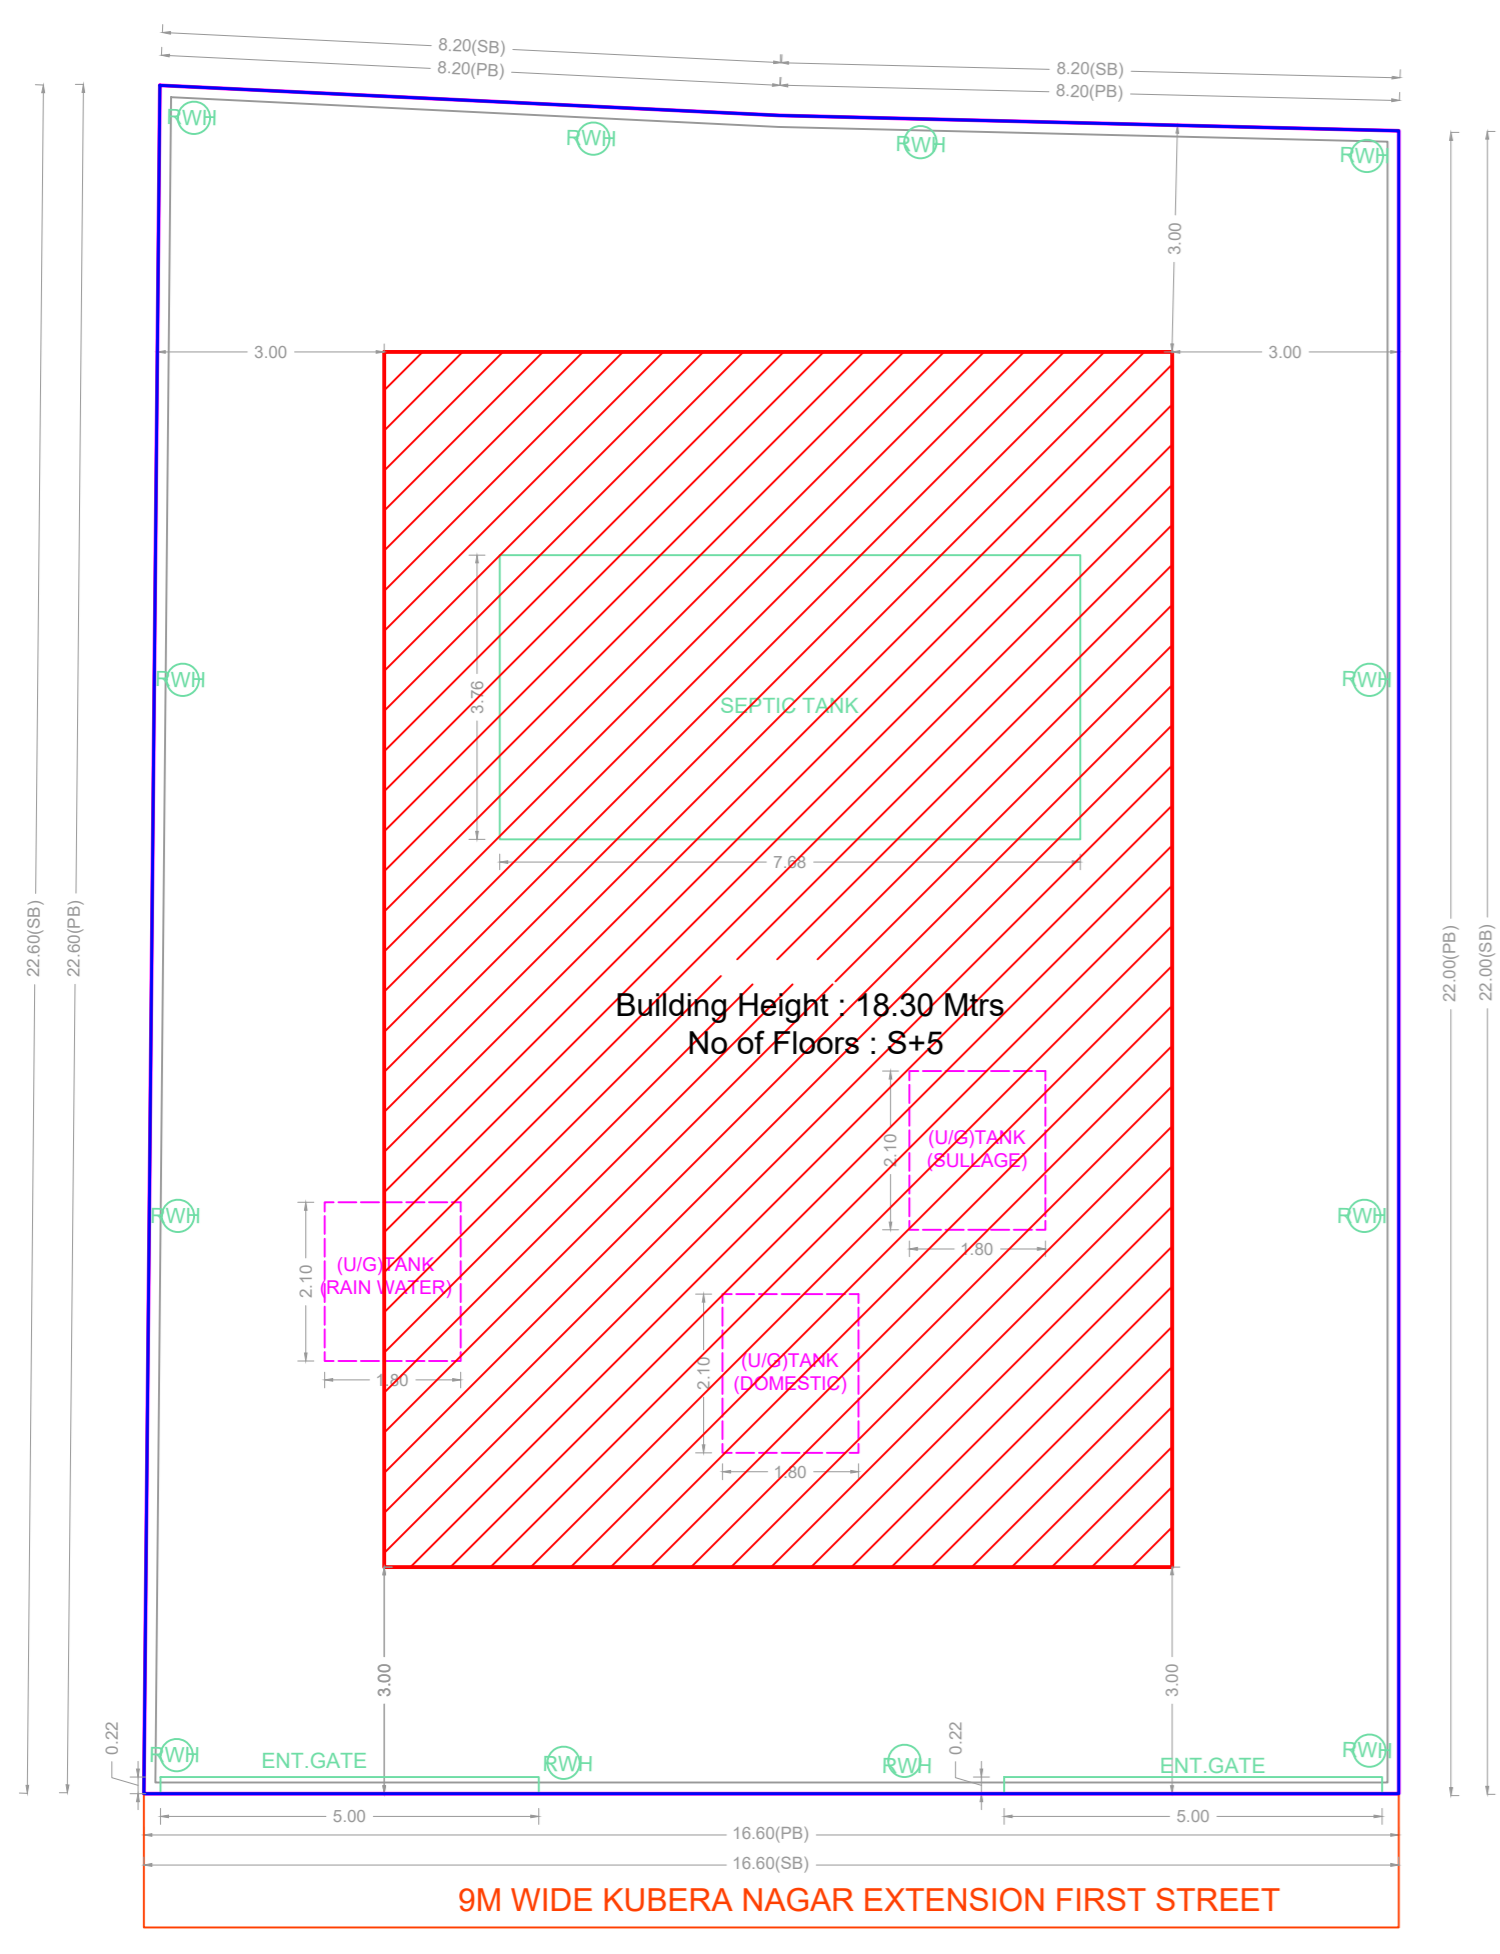 8.20(SB)
8.20(SB)
8.20(PB)
8.20(PB)
RWH
RWH
RWH
RWH
3.00
3.00
3.00
3.76
SEPTIC TANK
RWH
RWH
7.68
22.60(SB)
22.60(PB)
22.00(PB)
22.00(SB)
Building Height : 18.30 Mtrs
No of Floors : S+5
2.10
(U/G)TANK
(SULLAGE)
1.80
RWH
RWH
2.10
(U/G)TANK
(RAIN WATER)
1.80
2.10
(U/G)TANK
(DOMESTIC)
1.80
3.00
3.00
0.22
0.22
RWH
ENT.GATE
RWH
RWH
ENT.GATE
RWH
5.00
5.00
16.60(PB)
16.60(SB)
9M WIDE KUBERA NAGAR EXTENSION FIRST STREET